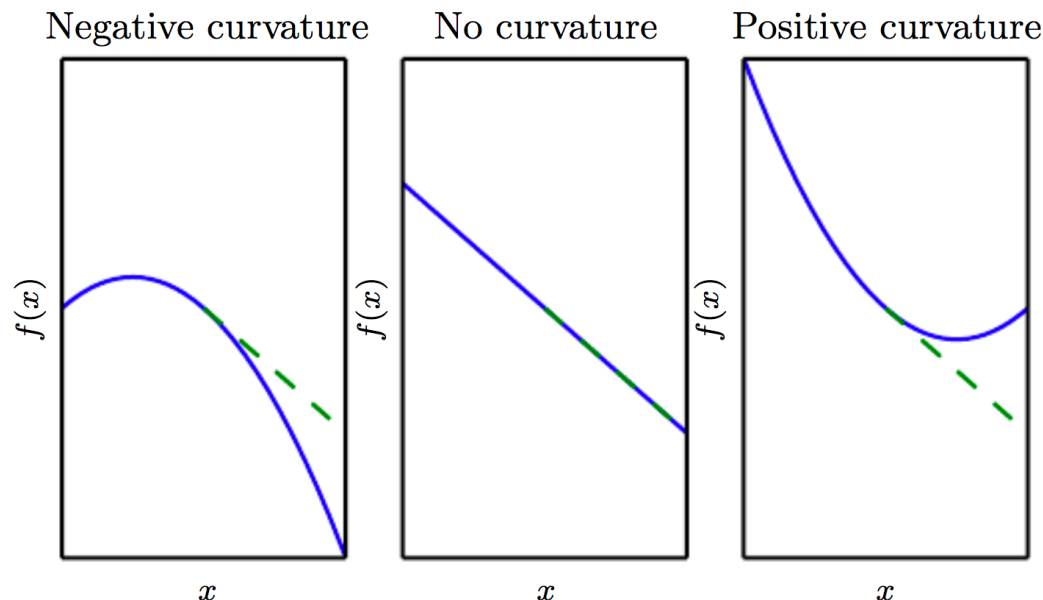 Negative curvature
No curvature
Positive curvature
f(x)
f(x)
f(x)
x
x
x